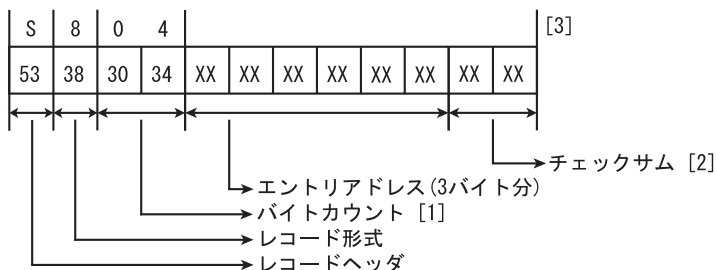 S 8 0 4 [3]
53 38 30 34 XX XX XX XX XX XX XX XX
チェックサム [2]
エントリアドレス(3バイト分)
バイトカウント [1]
レコード形式
レコードヘッダ